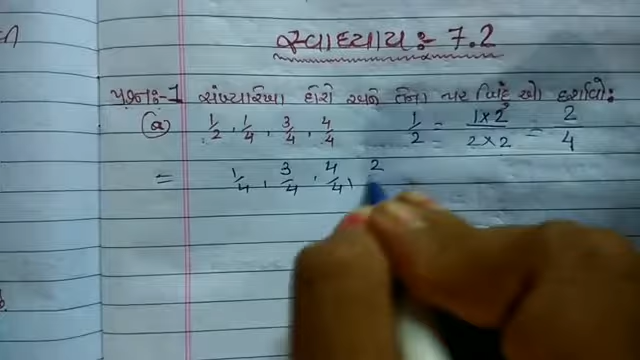 સ્વાધ્યાય:- 7.2
પ્રશ્ન:-1 સંખ્યારેખા દોરો અને તેના પર બિંદુઓ દર્શાવો:
(a) 1/2, 1/4, 3/4, 4/4 1/2 = 1×2/2×2 = 2/4
= 1/4, 3/4, 4/4, 2